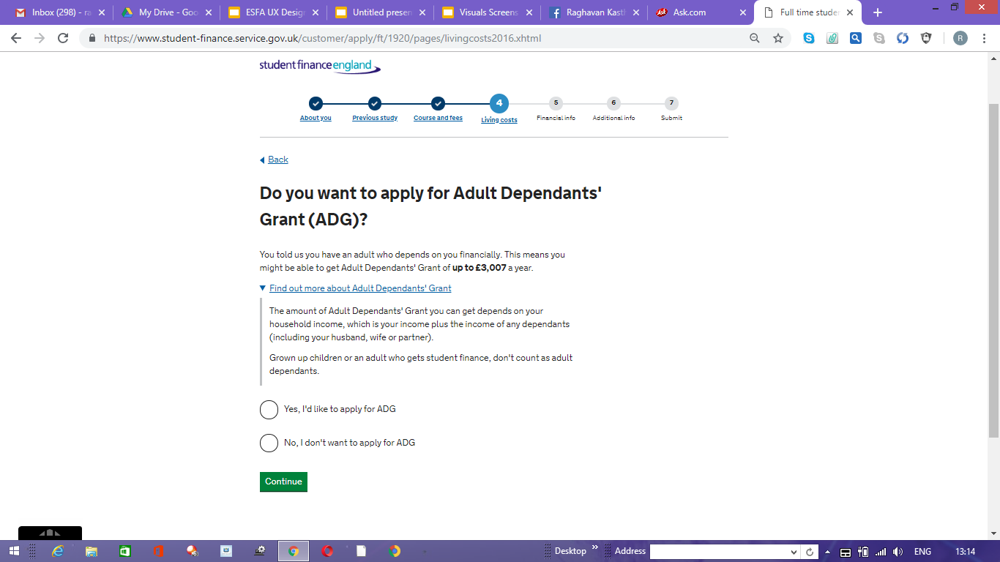 Inbox (298) - ra
My Drive - Goo
ESFA UX Desig
Untitled presen
Visuals Screens
Raghavan Kast
Ask Ask.com
Full time stude
https://www.student-finance.service.gov.uk/customer/apply/ft/1920/pages/livingcosts2016.xhtml
R
student finance england
4 5 6 7
About you Previous study Course and fees Living costs Financial info Additional info Submit
Back
Do you want to apply for Adult Dependants'
Grant (ADG)?
You told us you have an adult who depends on you financially. This means you
might be able to get Adult Dependants' Grant of up to £3,007 a year.
Find out more about Adult Dependants' Grant
The amount of Adult Dependants' Grant you can get depends on your
household income, which is your income plus the income of any dependants
(including your husband, wife or partner).
Grown up children or an adult who gets student finance, don't count as adult
dependants.
Yes, I'd like to apply for ADG
No, I don't want to apply for ADG
Continue
Desktop » Address ENG 13:14